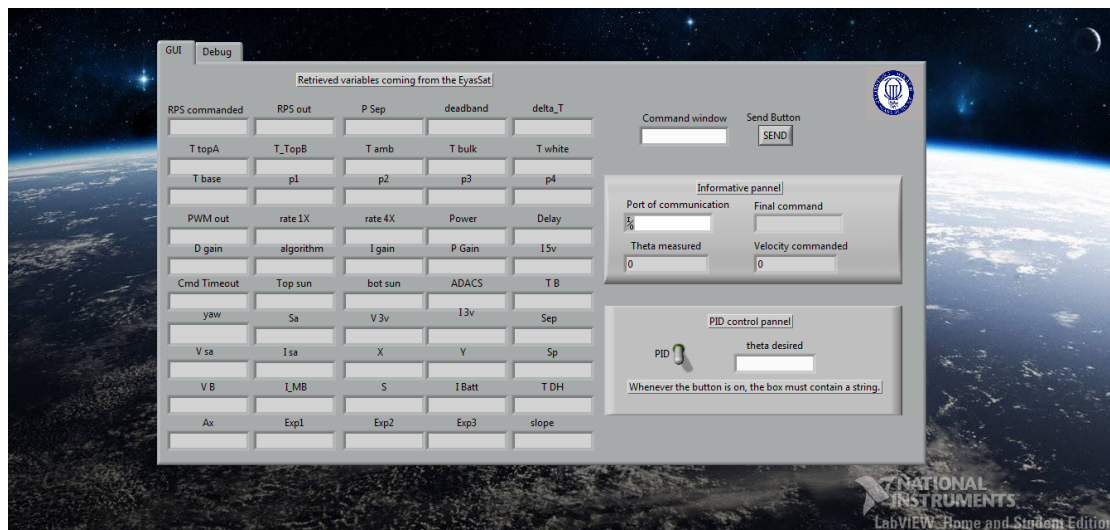 GUI Debug
Retrieved variables coming from the EyasSat
RPS commanded RPS out P Sep deadband delta_T
T topA T_TopB T amb T bulk T white
T base p1 p2 p3 p4
PWM out rate 1X rate 4X Power Delay
D gain algorithm I gain P Gain I 5v
Cmd Timeout Top sun bot sun ADACS T B
yaw Sa V 3v I 3v Sep
V sa I sa X Y Sp
V B I_MB S I Batt T DH
Ax Exp1 Exp2 Exp3 slope
Command window Send Button
SEND
Informative pannel
Port of communication Final command
Theta measured Velocity commanded
0 0
PID control pannel
PID theta desired
Whenever the button is on, the box must contain a string.
NATIONAL
INSTRUMENTS
LabVIEW Home and Student Editio